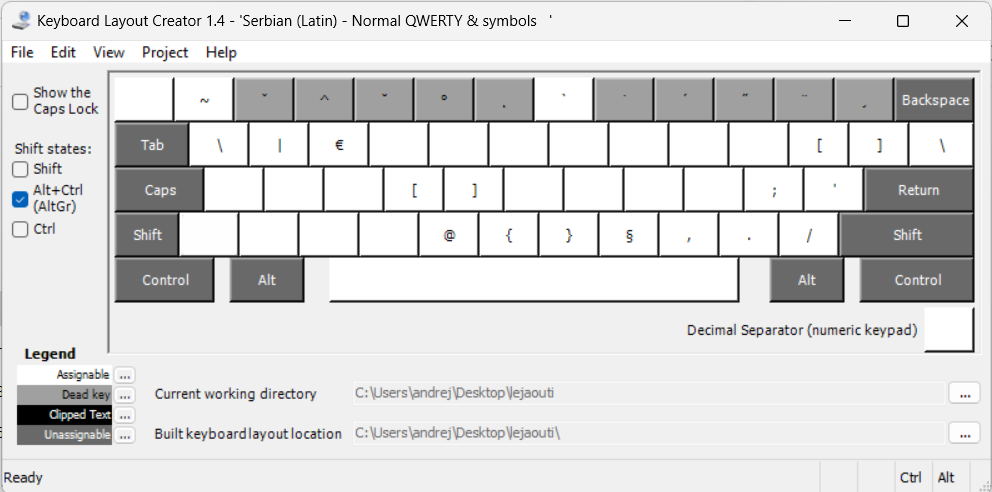 Keyboard Layout Creator 1.4 - 'Serbian (Latin) - Normal QWERTY & symbols   '
File Edit View Project Help
Show the
Caps Lock
Shift states:
Shift
Alt+Ctrl
(AltGr)
Ctrl
~ ˇ ^ ˘ ° ˛ ` ˙ ´ ˝ ¨ ¸ Backspace
Tab \ | € [ ] \
Caps [ ] ; ' Return
Shift @ { } § , . / Shift
Control Alt Alt Control
Decimal Separator (numeric keypad)
Legend
Assignable ...
Dead key ...
Clipped Text ...
Unassignable ...
Current working directory C:\Users\andrej\Desktop\lejaouti ...
Built keyboard layout location C:\Users\andrej\Desktop\lejaouti\ ...
Ready Ctrl Alt